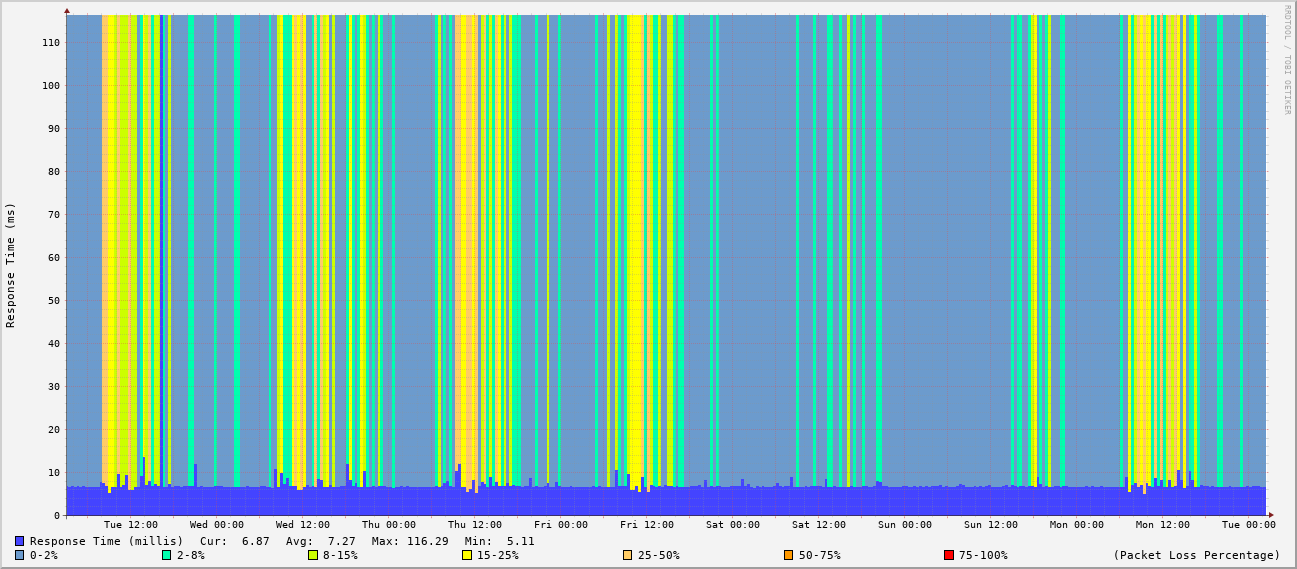 RRDTOOL / TOBI OETIKER
Response Time (ms)
110
100
90
80
70
60
50
40
30
20
10
0
Tue 12:00 Wed 00:00 Wed 12:00 Thu 00:00 Thu 12:00 Fri 00:00 Fri 12:00 Sat 00:00 Sat 12:00 Sun 00:00 Sun 12:00 Mon 00:00 Mon 12:00 Tue 00:00
Response Time (millis) Cur: 6.87 Avg: 7.27 Max: 116.29 Min: 5.11
0-2% 2-8% 8-15% 15-25% 25-50% 50-75% 75-100% (Packet Loss Percentage)